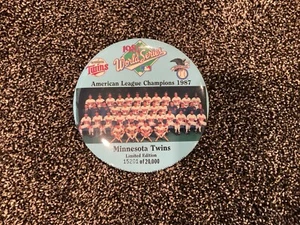 Twins
World Series
American League Champions 1987
Minnesota Twins
Limited Edition
of 20,000